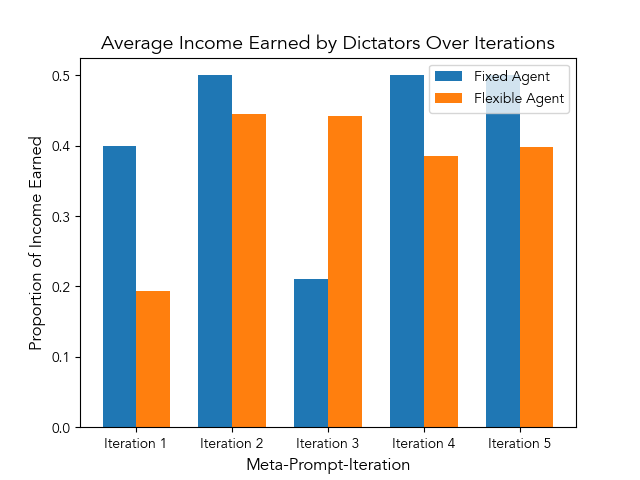 Average Income Earned by Dictators Over Iterations
Fixed Agent
Flexible Agent
Proportion of Income Earned
0.5
0.4
0.3
0.2
0.1
0.0
Iteration 1 Iteration 2 Iteration 3 Iteration 4 Iteration 5
Meta-Prompt-Iteration